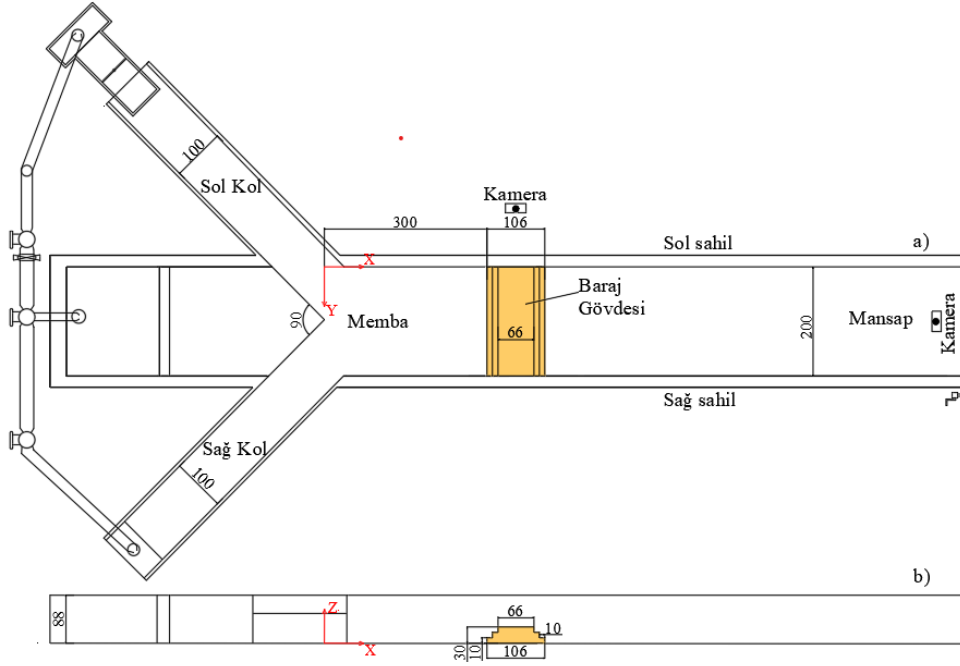 100
Sol Kol
Kamera
300
106
Sol sahil
a)
X
Baraj
Gövdesi
Y
90
Memba
66
200
Mansap
Kamera
Sağ sahil
Sağ Kol
100
b)
88
Z
X
66
10
30
10
106